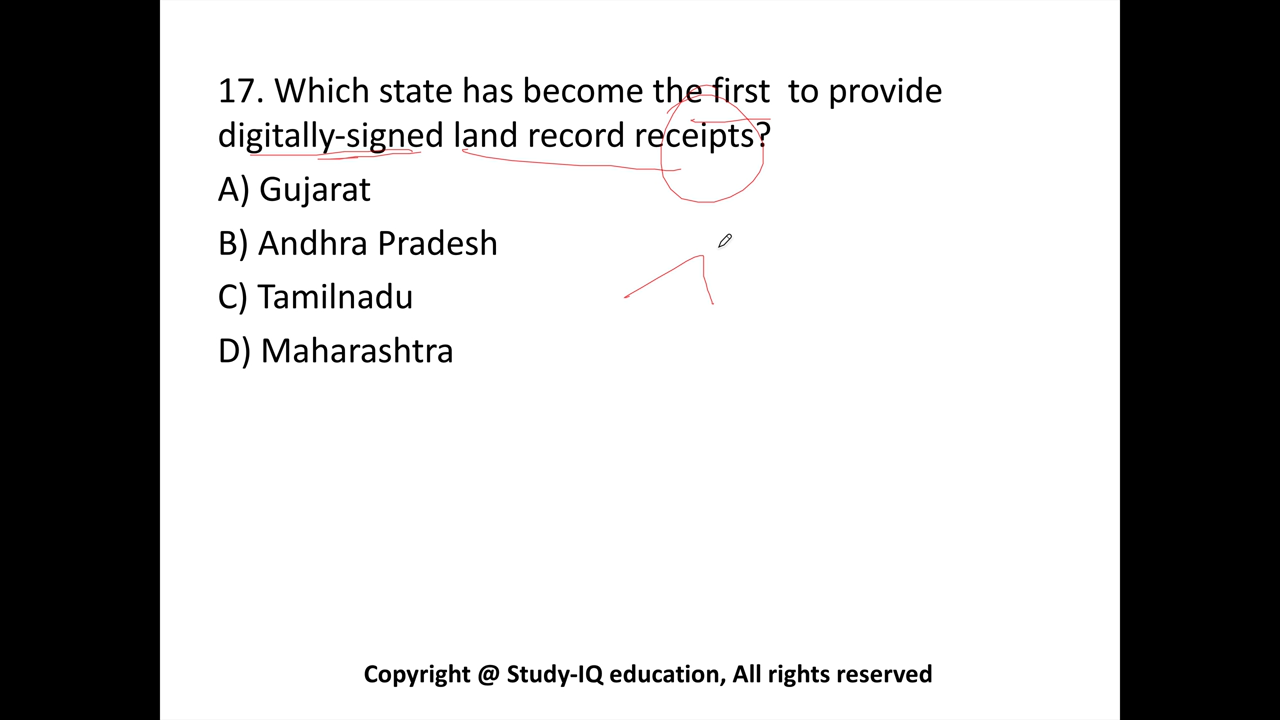 17. Which state has become the first  to provide
digitally-signed land record receipts?
A) Gujarat
B) Andhra Pradesh
C) Tamilnadu
D) Maharashtra
Copyright @ Study-IQ education, All rights reserved